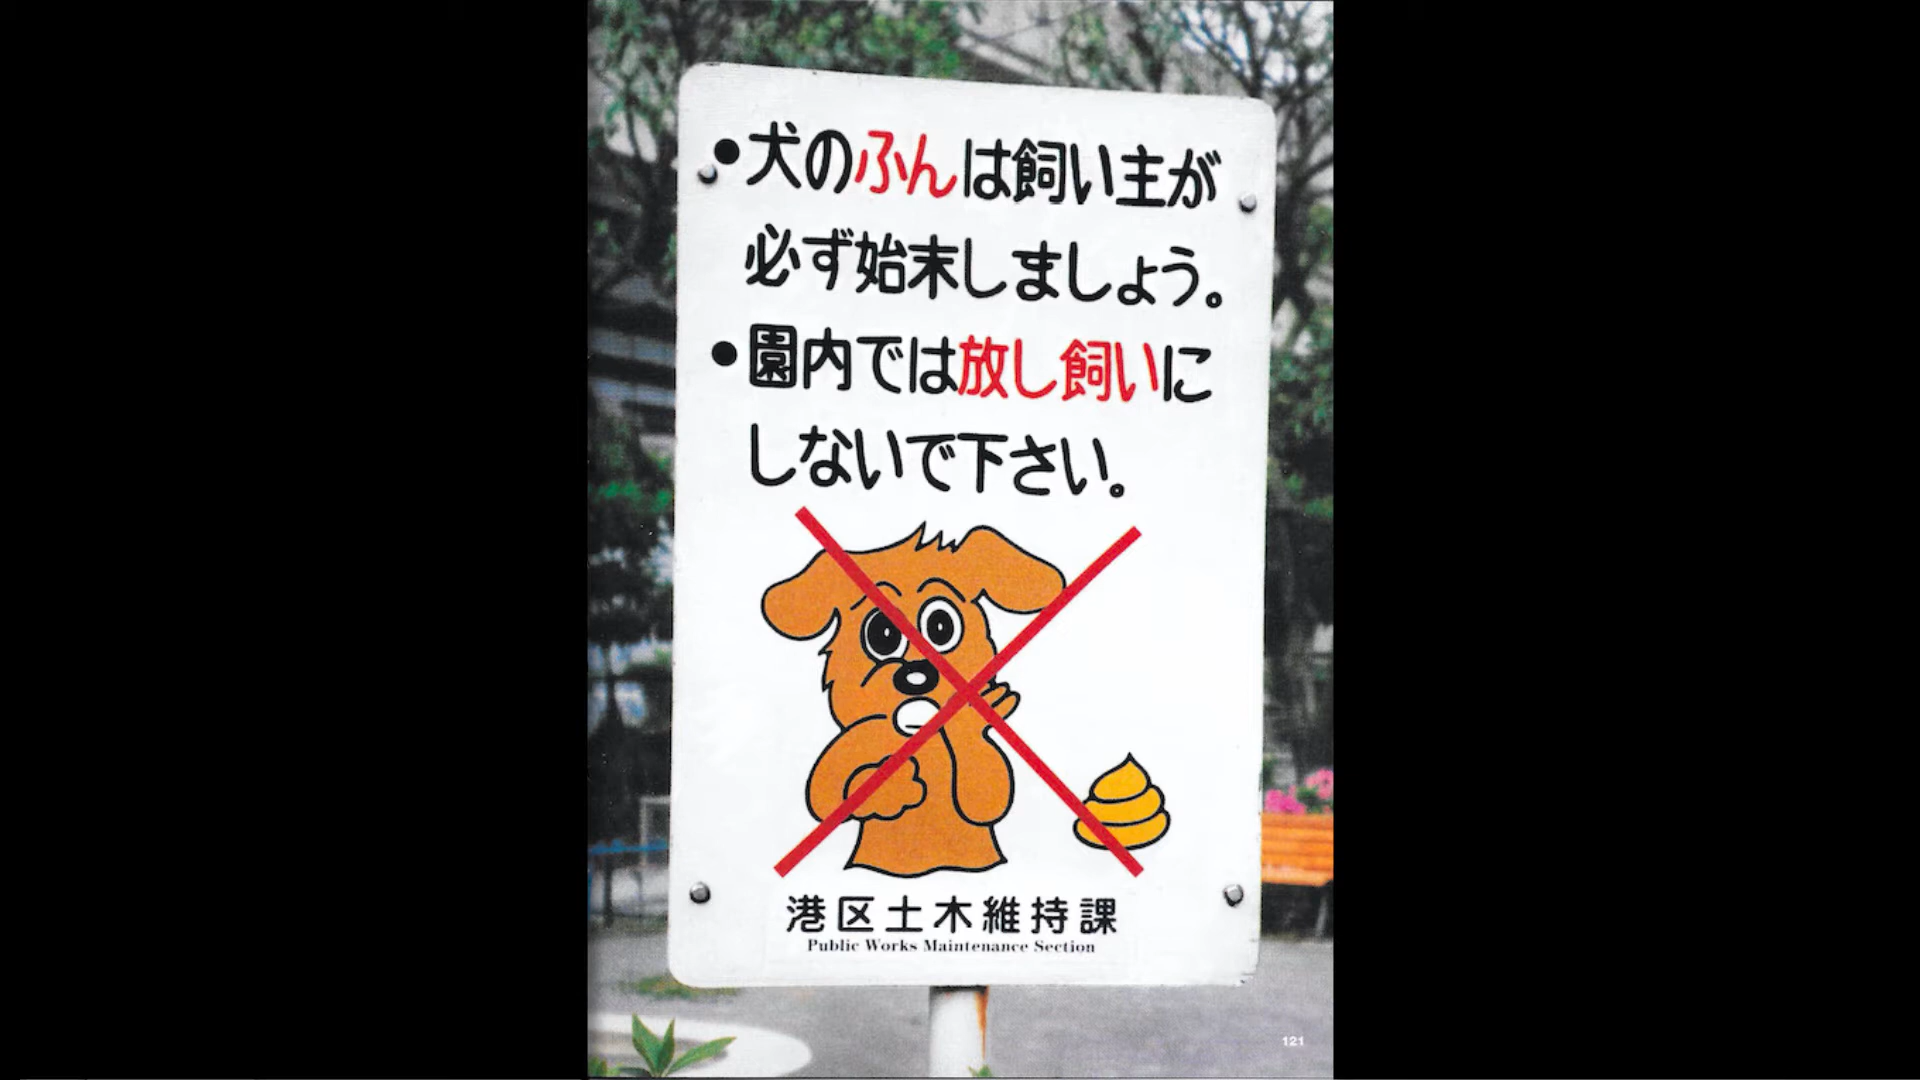 ●犬のふんは飼い主が
必ず始末しましょう。
●園内では放し飼いに
しないで下さい。
港区土木維持課
Public Works Maintenance Section
121